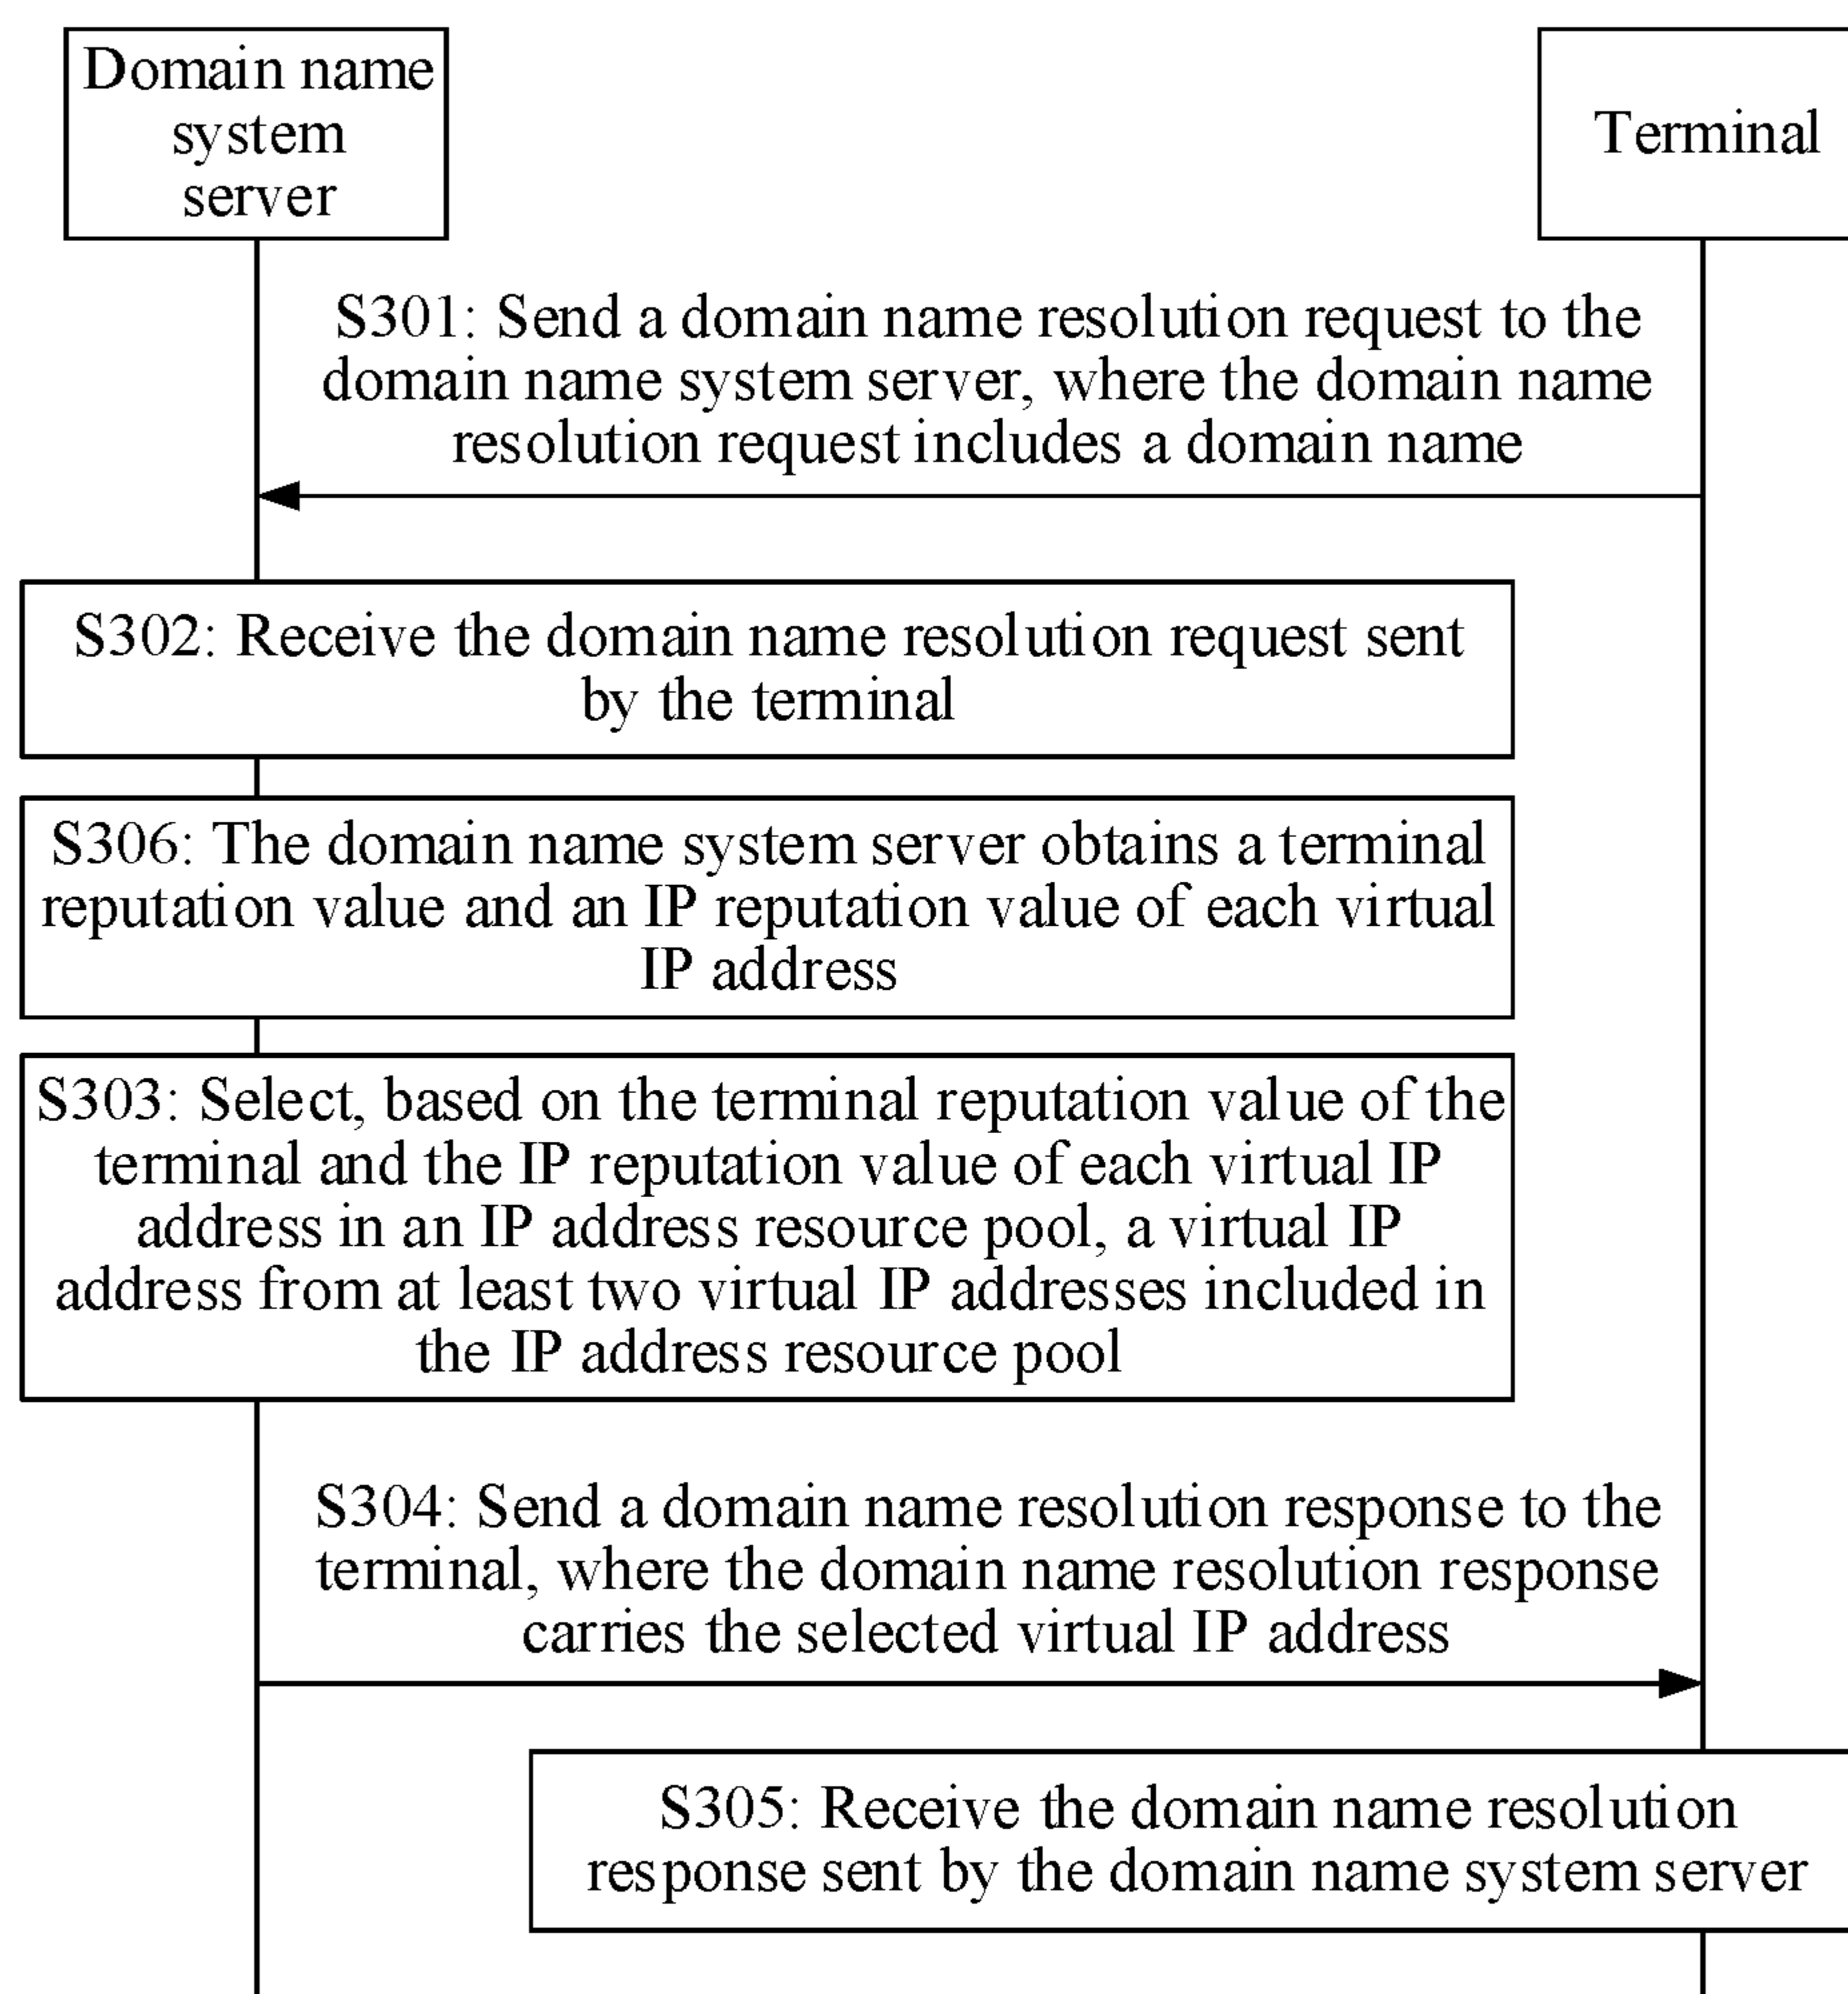 Domain name
system
server
Terminal
S301: Send a domain name resolution request to the
domain name system server, where the domain name
resolution request includes a domain name
S302: Receive the domain name resolution request sent
by the terminal
S306: The domain name system server obtains a terminal
reputation value and an IP reputation value of each virtual
IP address
S303: Select, based on the terminal reputation value of the
terminal and the IP reputation value of each virtual IP
address in an IP address resource pool, a virtual IP
address from at least two virtual IP addresses included in
the IP address resource pool
S304: Send a domain name resolution response to the
terminal, where the domain name resolution response
carries the selected virtual IP address
S305: Receive the domain name resolution
response sent by the domain name system server